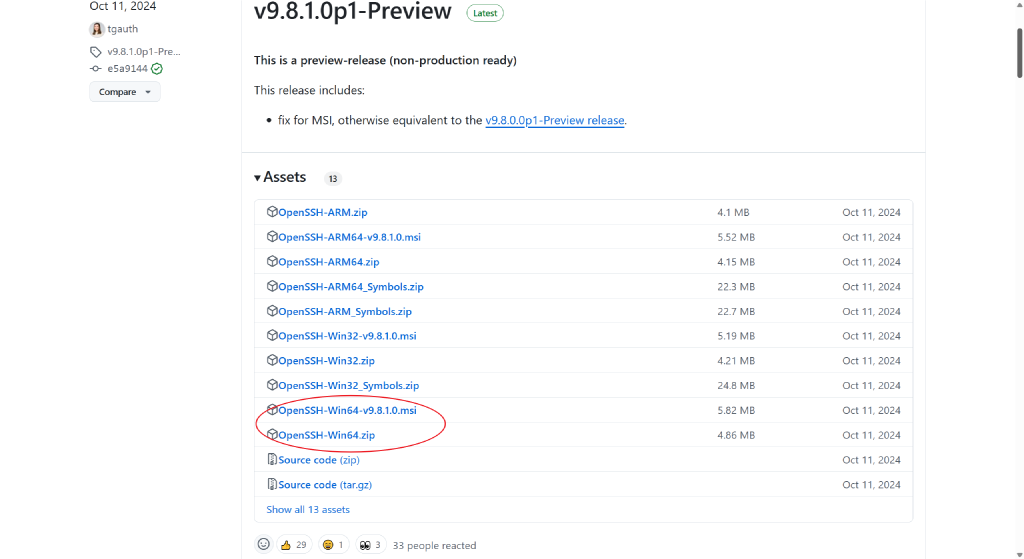 Oct 11, 2024
tgauth
v9.8.1.0p1-Pre...
e5a9144
Compare
v9.8.1.0p1-Preview Latest
This is a preview-release (non-production ready)
This release includes:
• fix for MSI, otherwise equivalent to the v9.8.0.0p1-Preview release.
Assets 13
OpenSSH-ARM.zip 4.1 MB Oct 11, 2024
OpenSSH-ARM64-v9.8.1.0.msi 5.52 MB Oct 11, 2024
OpenSSH-ARM64.zip 4.15 MB Oct 11, 2024
OpenSSH-ARM64_Symbols.zip 22.3 MB Oct 11, 2024
OpenSSH-ARM_Symbols.zip 22.7 MB Oct 11, 2024
OpenSSH-Win32-v9.8.1.0.msi 5.19 MB Oct 11, 2024
OpenSSH-Win32.zip 4.21 MB Oct 11, 2024
OpenSSH-Win32_Symbols.zip 24.8 MB Oct 11, 2024
OpenSSH-Win64-v9.8.1.0.msi 5.82 MB Oct 11, 2024
OpenSSH-Win64.zip 4.86 MB Oct 11, 2024
Source code (zip) Oct 11, 2024
Source code (tar.gz) Oct 11, 2024
Show all 13 assets
29 1 3 33 people reacted